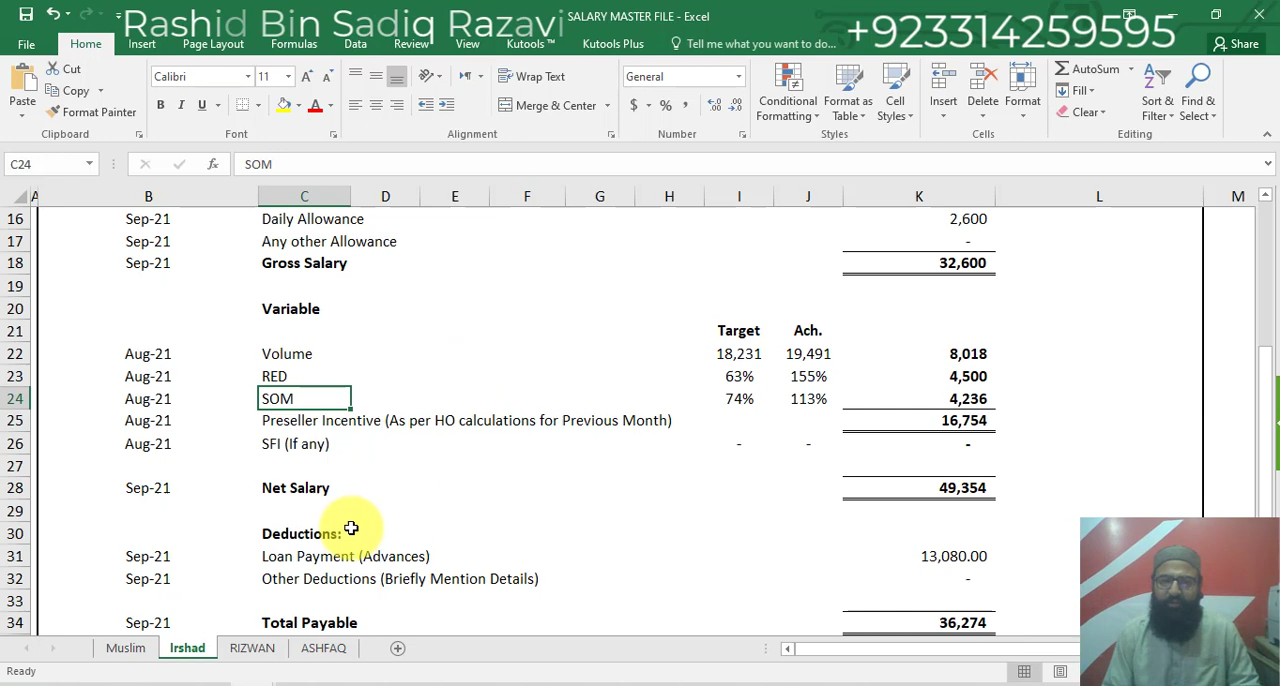 Rashid Bin Sadiq Razavi
SALARY MASTER FILE - Excel
+923314259595
File Home Insert Page Layout Formulas Data Review View Kutools™ Kutools Plus Tell me what you want to do... Share
Cut
Copy
Format Painter
Paste
Clipboard
Calibri 11
B I U
Font
Wrap Text
Merge & Center
Alignment
General
$ % ,
Number
Conditional Formatting
Format as Table
Cell Styles
Styles
Insert
Delete
Format
Cells
AutoSum
Fill
Clear
Sort & Filter
Find & Select
Editing
C24 fx SOM
A B C D E F G H I J K L M
16 Sep-21 Daily Allowance 2,600
17 Sep-21 Any other Allowance -
18 Sep-21 Gross Salary 32,600
19
20 Variable
21 Target Ach.
22 Aug-21 Volume 18,231 19,491 8,018
23 Aug-21 RED 63% 155% 4,500
24 Aug-21 SOM 74% 113% 4,236
25 Aug-21 Preseller Incentive (As per HO calculations for Previous Month) 16,754
26 Aug-21 SFI (If any) - - -
27
28 Sep-21 Net Salary 49,354
29
30 Deductions:
31 Sep-21 Loan Payment (Advances) 13,080.00
32 Sep-21 Other Deductions (Briefly Mention Details) -
33
34 Sep-21 Total Payable 36,274
Muslim Irshad RIZWAN ASHFAQ
Ready